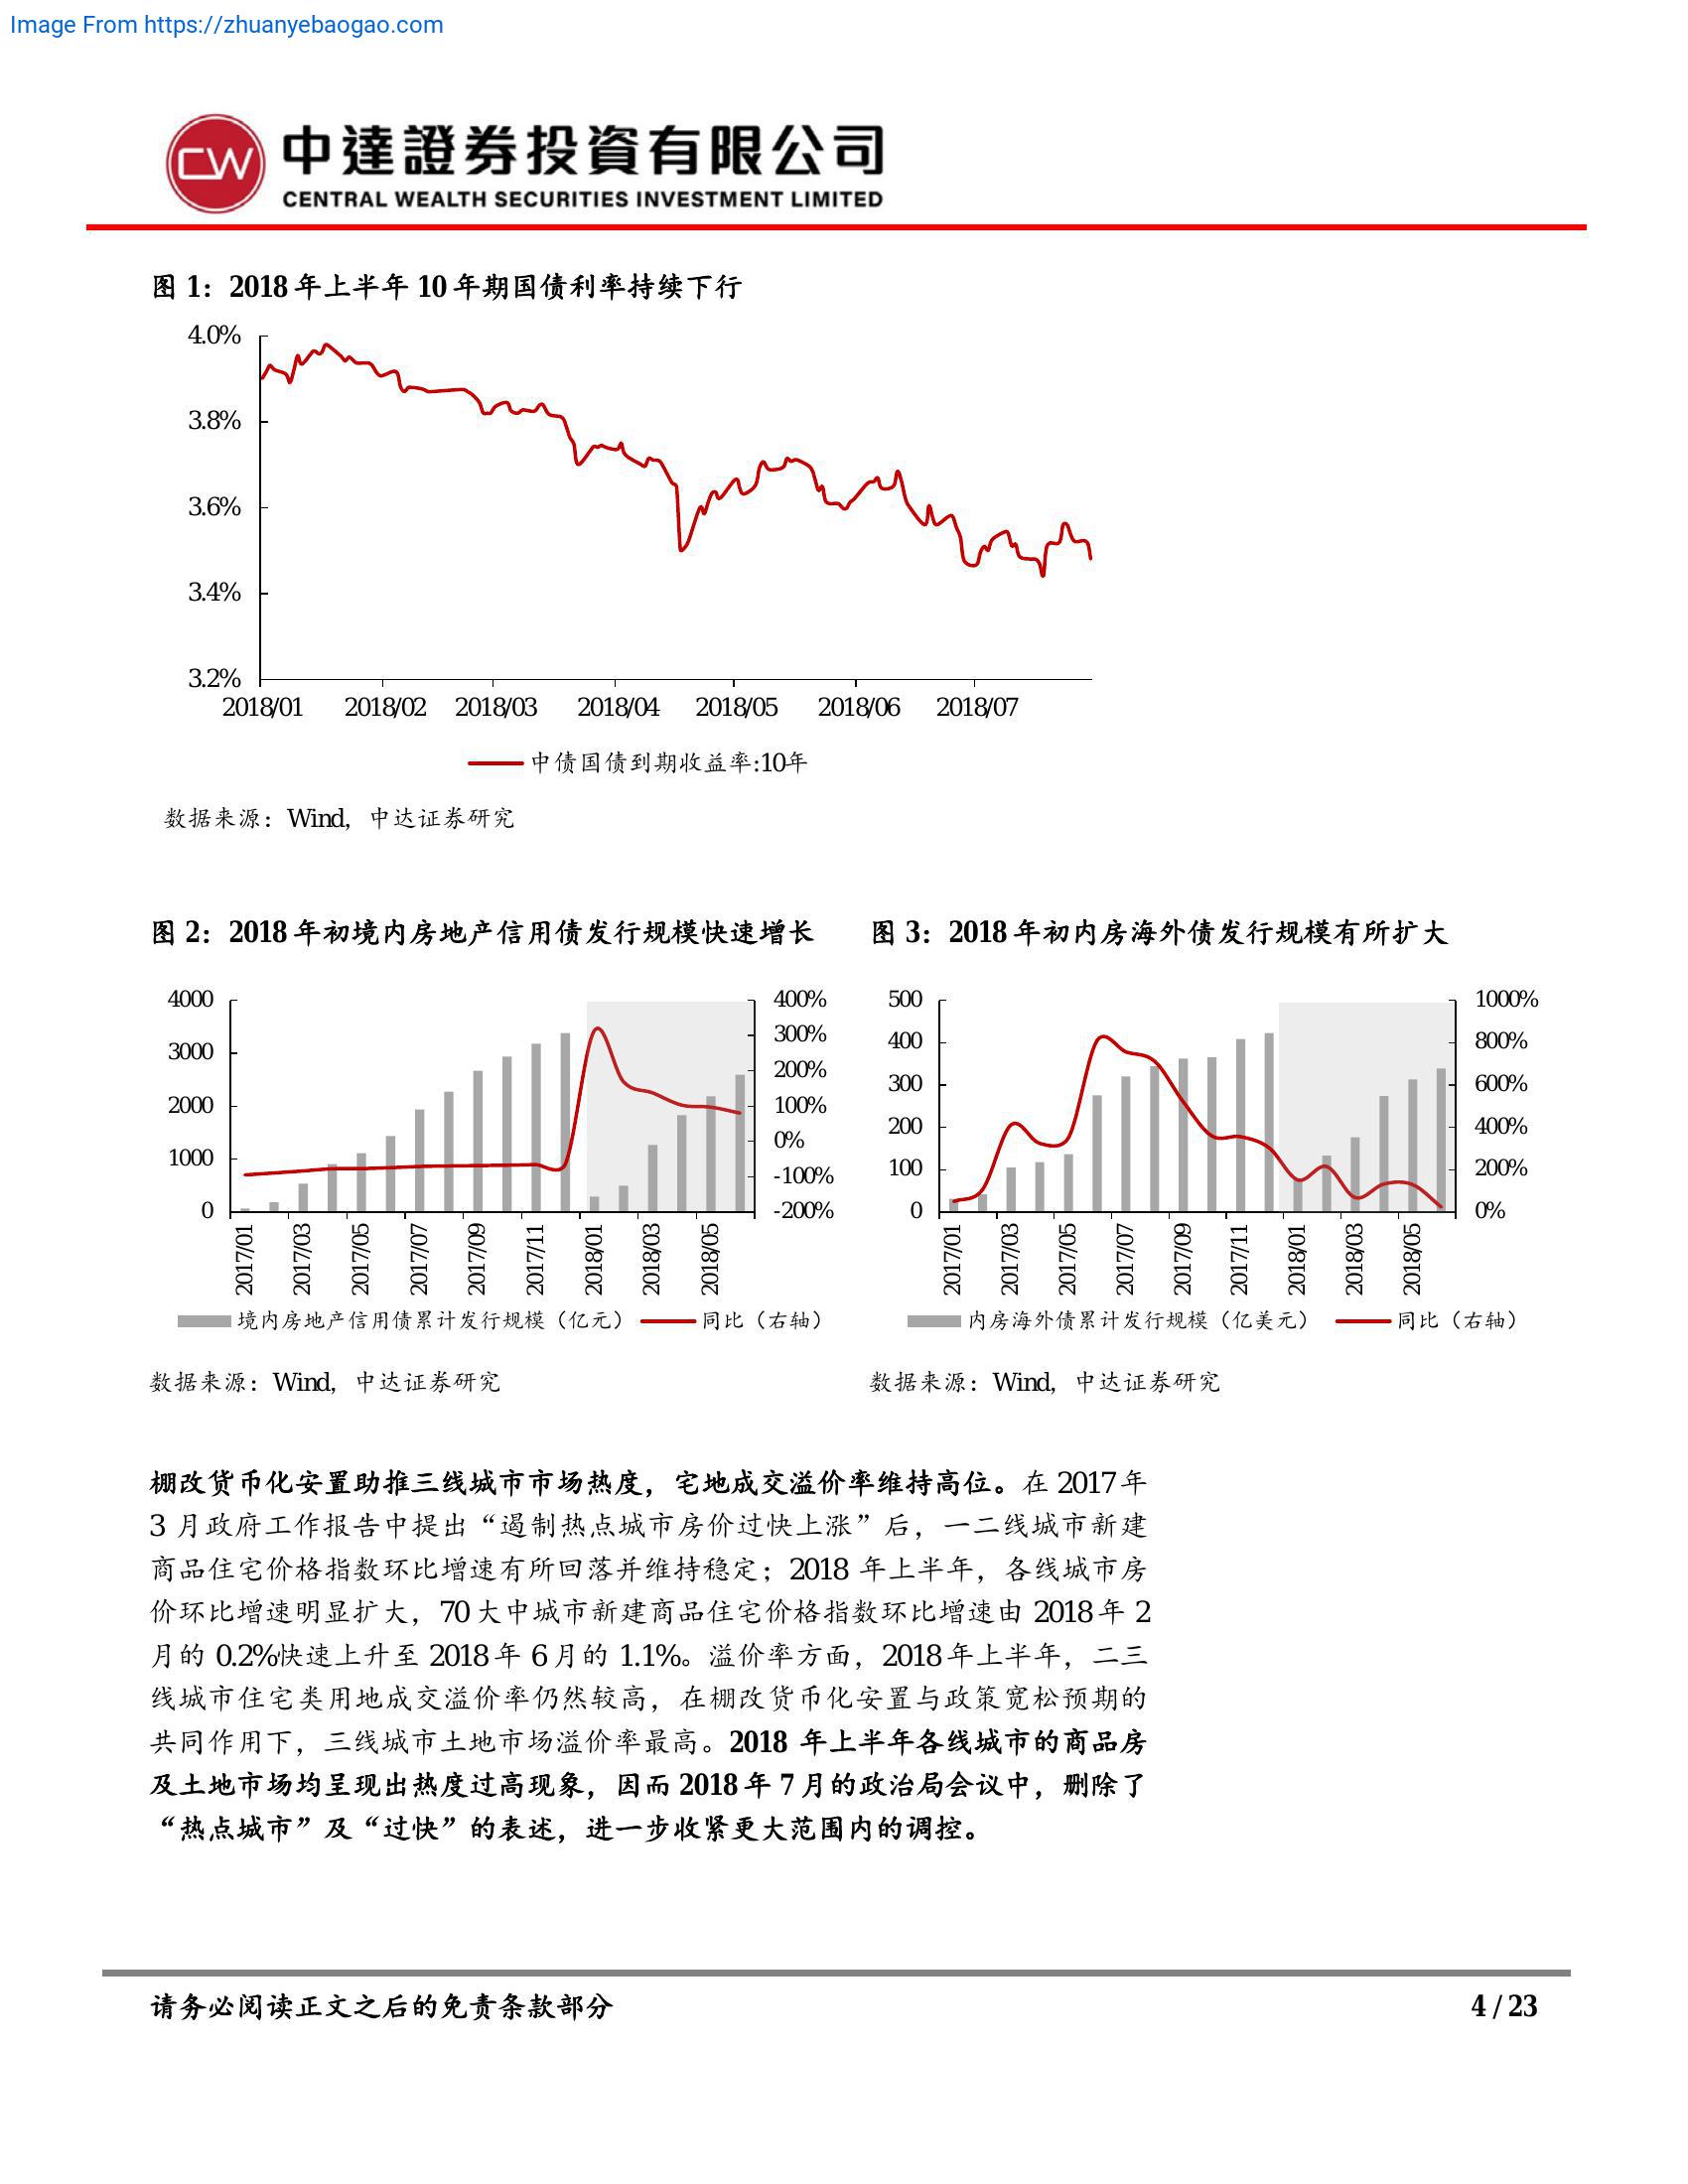 Image From https://zhuanyebaogao.com
CW
中達證券投資有限公司
CENTRAL WEALTH SECURITIES INVESTMENT LIMITED
图 1：2018 年上半年 10 年期国债利率持续下行
4.0%
3.8%
3.6%
3.4%
3.2%
2018/01 2018/02 2018/03 2018/04 2018/05 2018/06 2018/07
中债国债到期收益率:10年
数据来源：Wind，中达证券研究
图 2：2018 年初境内房地产信用债发行规模快速增长
4000
3000
2000
1000
0
400%
300%
200%
100%
0%
-100%
-200%
2017/01 2017/03 2017/05 2017/07 2017/09 2017/11 2018/01 2018/03 2018/05
境内房地产信用债累计发行规模（亿元） 同比（右轴）
数据来源：Wind，中达证券研究
图 3：2018 年初内房海外债发行规模有所扩大
500
400
300
200
100
0
1000%
800%
600%
400%
200%
0%
2017/01 2017/03 2017/05 2017/07 2017/09 2017/11 2018/01 2018/03 2018/05
内房海外债累计发行规模（亿美元） 同比（右轴）
数据来源：Wind，中达证券研究
棚改货币化安置助推三线城市市场热度，宅地成交溢价率维持高位。在 2017 年
3 月政府工作报告中提出“遏制热点城市房价过快上涨”后，一二线城市新建
商品住宅价格指数环比增速有所回落并维持稳定；2018 年上半年，各线城市房
价环比增速明显扩大，70 大中城市新建商品住宅价格指数环比增速由 2018 年 2
月的 0.2%快速上升至 2018 年 6 月的 1.1%。溢价率方面，2018 年上半年，二三
线城市住宅类用地成交溢价率仍然较高，在棚改货币化安置与政策宽松预期的
共同作用下，三线城市土地市场溢价率最高。2018 年上半年各线城市的商品房
及土地市场均呈现出热度过高现象，因而 2018 年 7 月的政治局会议中，删除了
“热点城市”及“过快”的表述，进一步收紧更大范围内的调控。
请务必阅读正文之后的免责条款部分
4 / 23